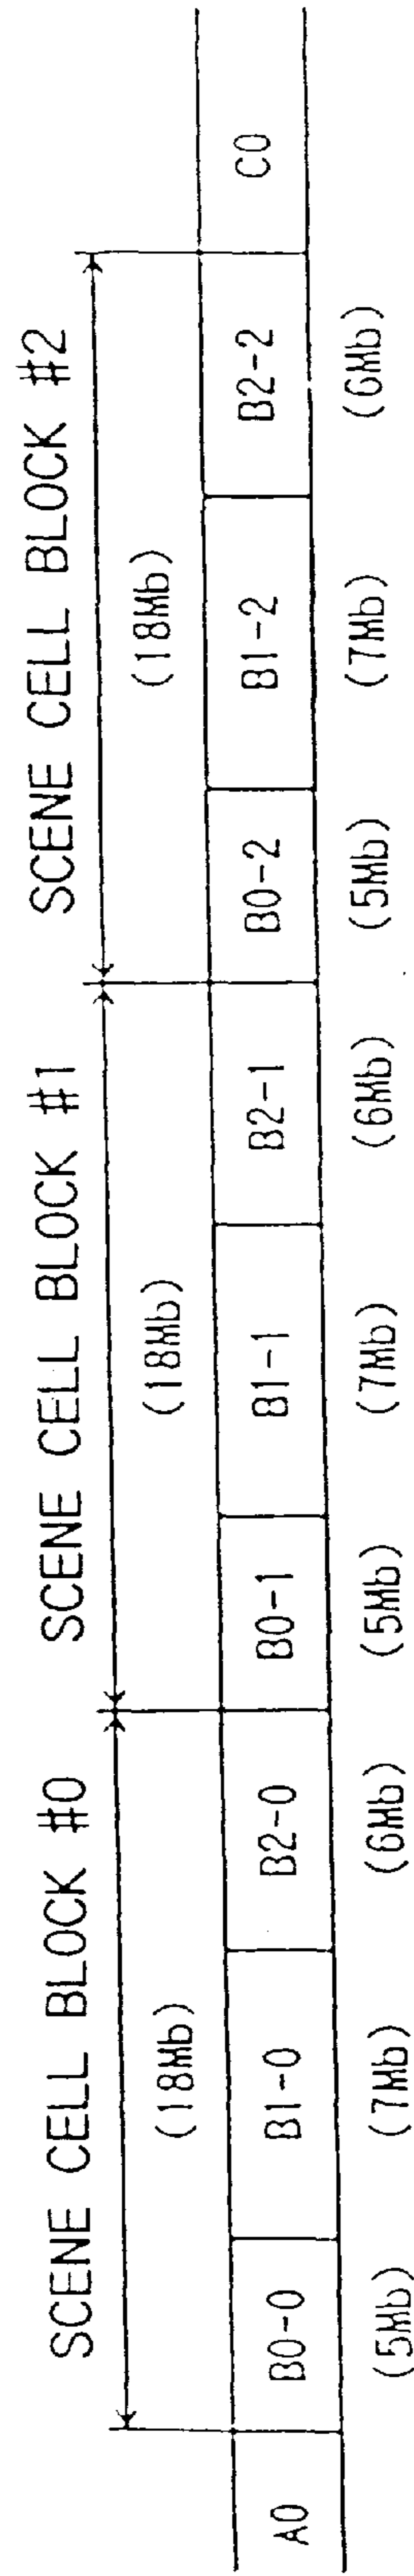 SCENE CELL BLOCK #0 SCENE CELL BLOCK #1 SCENE CELL BLOCK #2
(18Mb) (18Mb) (18Mb)
A0 B0-0 B1-0 B2-0 B0-1 B1-1 B2-1 B0-2 B1-2 B2-2 C0
(5Mb) (7Mb) (6Mb) (5Mb) (7Mb) (6Mb) (5Mb) (7Mb) (6Mb)